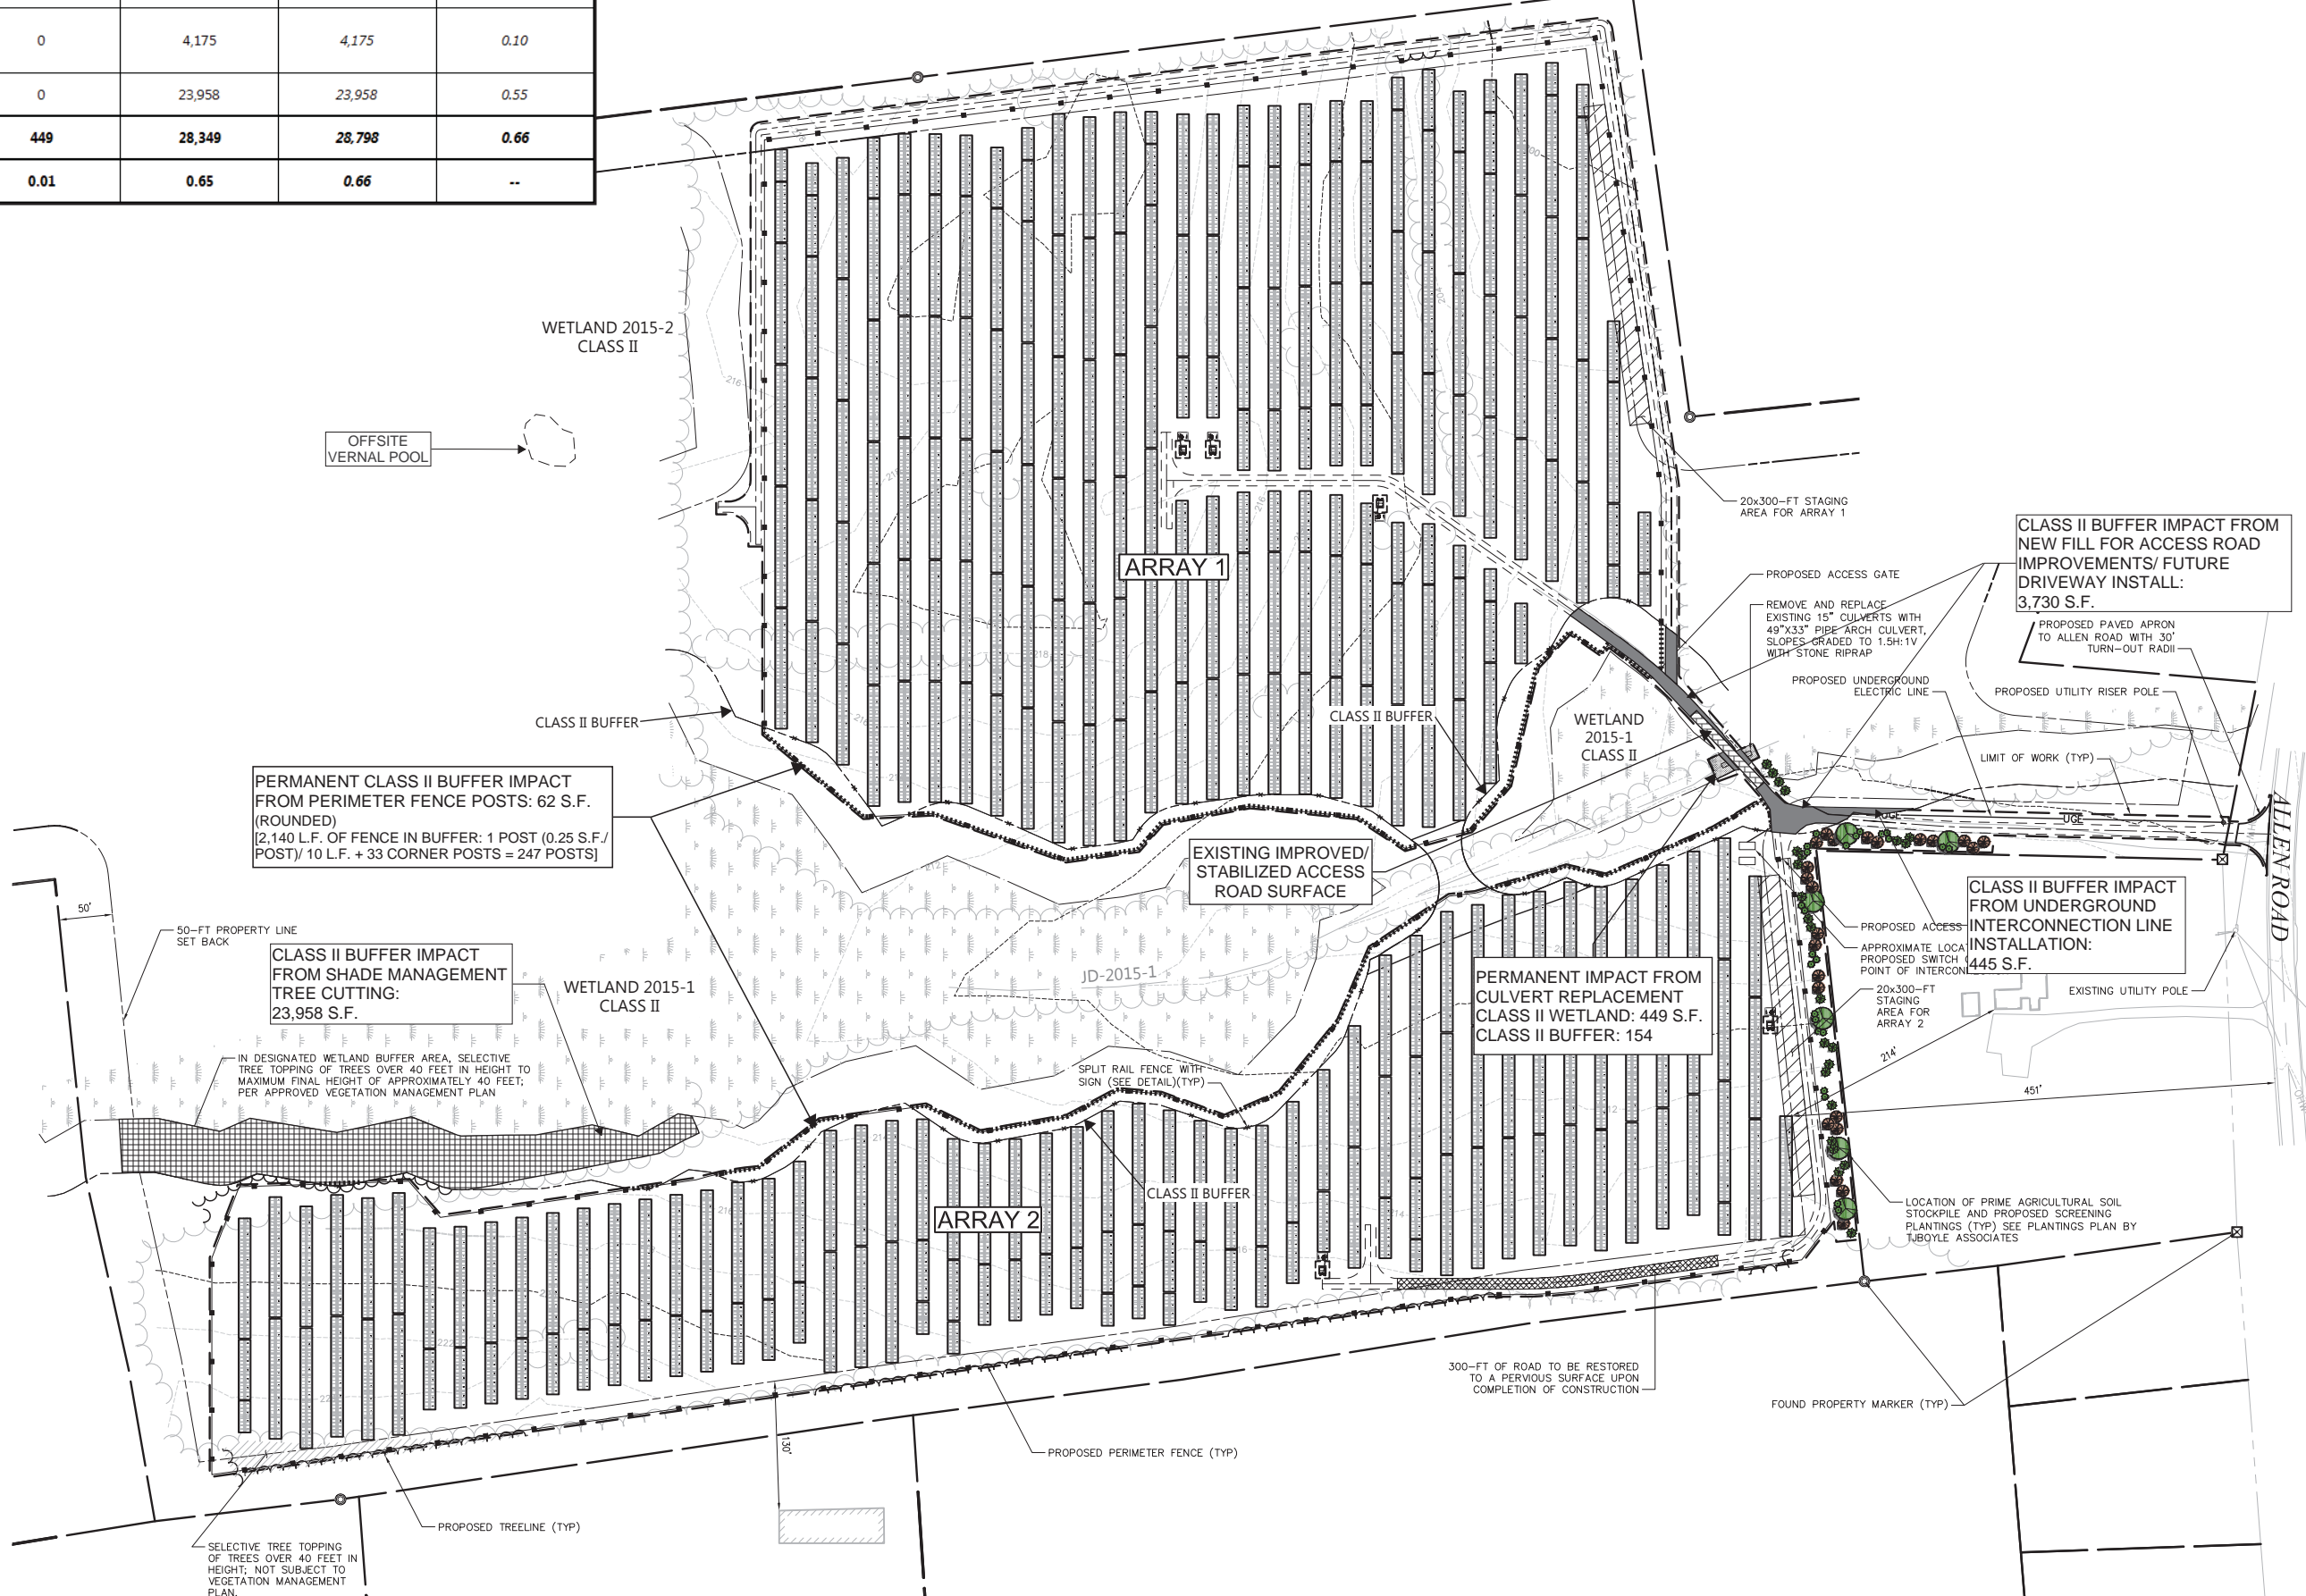 0 4,175 4,175 0.10
0 23,958 23,958 0.55
449 28,349 28,798 0.66
0.01 0.65 0.66 --
WETLAND 2015-2
CLASS II
OFFSITE
VERNAL POOL
216
204
200
20x300-FT STAGING
AREA FOR ARRAY 1
ARRAY 1
CLASS II BUFFER IMPACT FROM
NEW FILL FOR ACCESS ROAD
IMPROVEMENTS/ FUTURE
DRIVEWAY INSTALL:
3,730 S.F.
PROPOSED ACCESS GATE
REMOVE AND REPLACE
EXISTING 15" CULVERTS WITH
49"X33" PIPE ARCH CULVERT,
SLOPES GRADED TO 1.5H:1V
WITH STONE RIPRAP
PROPOSED PAVED APRON
TO ALLEN ROAD WITH 30'
TURN-OUT RADII
PROPOSED UNDERGROUND
ELECTRIC LINE
PROPOSED UTILITY RISER POLE
218
CLASS II BUFFER
CLASS II BUFFER
WETLAND
2015-1
CLASS II
LIMIT OF WORK (TYP)
PERMANENT CLASS II BUFFER IMPACT
FROM PERIMETER FENCE POSTS: 62 S.F.
(ROUNDED)
[2,140 L.F. OF FENCE IN BUFFER: 1 POST (0.25 S.F./
POST)/ 10 L.F. + 33 CORNER POSTS = 247 POSTS]
UGE
UGE
ALLEN ROAD
EXISTING IMPROVED/
STABILIZED ACCESS
ROAD SURFACE
212
50'
50-FT PROPERTY LINE
SET BACK
CLASS II BUFFER IMPACT
FROM UNDERGROUND
INTERCONNECTION LINE
INSTALLATION:
445 S.F.
PROPOSED ACCESS
APPROXIMATE LOCA
PROPOSED SWITCH
POINT OF INTERCON
CLASS II BUFFER IMPACT
FROM SHADE MANAGEMENT
TREE CUTTING:
23,958 S.F.
WETLAND 2015-1
CLASS II
JD-2015-1
PERMANENT IMPACT FROM
CULVERT REPLACEMENT
CLASS II WETLAND: 449 S.F.
CLASS II BUFFER: 154
20x300-FT
STAGING
AREA FOR
ARRAY 2
EXISTING UTILITY POLE
214'
451'
IN DESIGNATED WETLAND BUFFER AREA, SELECTIVE
TREE TOPPING OF TREES OVER 40 FEET IN HEIGHT TO
MAXIMUM FINAL HEIGHT OF APPROXIMATELY 40 FEET;
PER APPROVED VEGETATION MANAGEMENT PLAN
SPLIT RAIL FENCE WITH
SIGN (SEE DETAIL)(TYP)
CLASS II BUFFER
ARRAY 2
LOCATION OF PRIME AGRICULTURAL SOIL
STOCKPILE AND PROPOSED SCREENING
PLANTINGS (TYP) SEE PLANTINGS PLAN BY
TJBOYLE ASSOCIATES
300-FT OF ROAD TO BE RESTORED
TO A PERVIOUS SURFACE UPON
COMPLETION OF CONSTRUCTION
FOUND PROPERTY MARKER (TYP)
130'
PROPOSED PERIMETER FENCE (TYP)
PROPOSED TREELINE (TYP)
SELECTIVE TREE TOPPING
OF TREES OVER 40 FEET IN
HEIGHT; NOT SUBJECT TO
VEGETATION MANAGEMENT
PLAN.